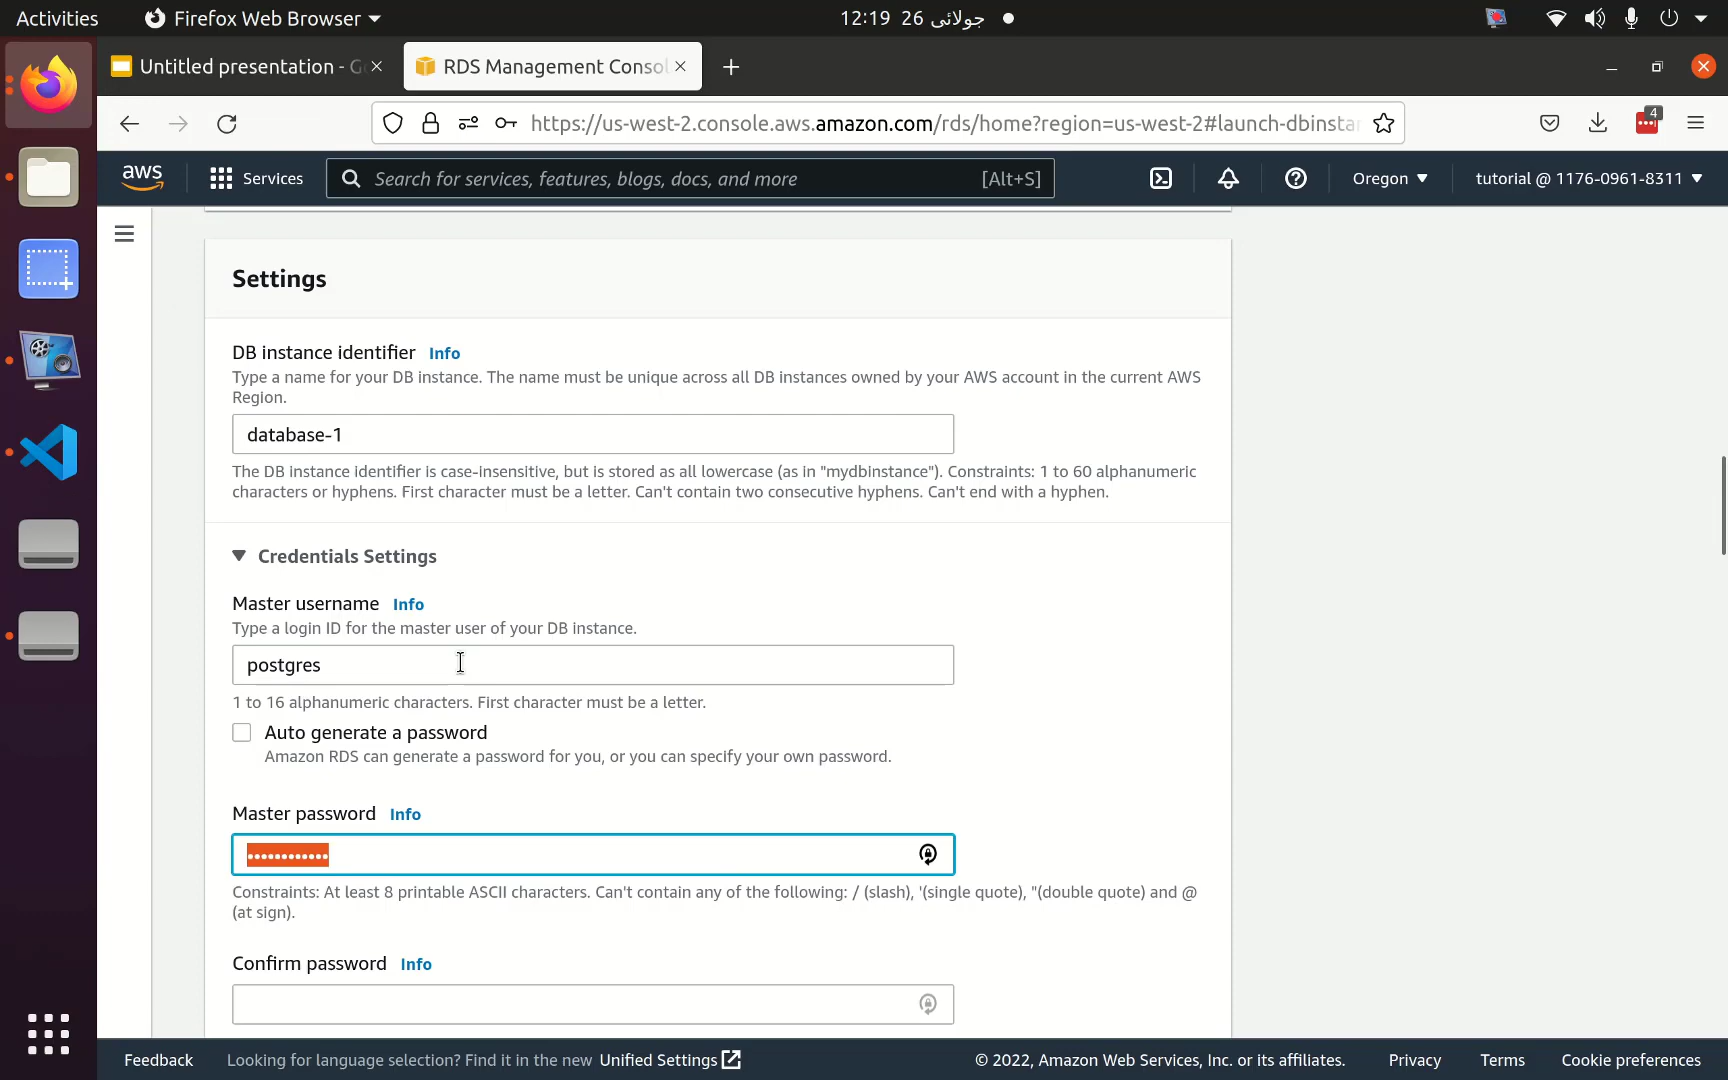 Activities
Firefox Web Browser
12:19 26 جولائی
Untitled presentation - G
RDS Management Consol
4
https://us-west-2.console.aws.amazon.com/rds/home?region=us-west-2#launch-dbinstan
aws
Services
Search for services, features, blogs, docs, and more
[Alt+S]
Oregon
tutorial @ 1176-0961-8311
Settings
DB instance identifier Info
Type a name for your DB instance. The name must be unique across all DB instances owned by your AWS account in the current AWS
Region.
database-1
The DB instance identifier is case-insensitive, but is stored as all lowercase (as in "mydbinstance"). Constraints: 1 to 60 alphanumeric
characters or hyphens. First character must be a letter. Can't contain two consecutive hyphens. Can't end with a hyphen.
Credentials Settings
Master username Info
Type a login ID for the master user of your DB instance.
postgres
1 to 16 alphanumeric characters. First character must be a letter.
Auto generate a password
Amazon RDS can generate a password for you, or you can specify your own password.
Master password Info
••••••••••••
Constraints: At least 8 printable ASCII characters. Can't contain any of the following: / (slash), '(single quote), "(double quote) and @
(at sign).
Confirm password Info
Feedback
Looking for language selection? Find it in the new Unified Settings
© 2022, Amazon Web Services, Inc. or its affiliates.
Privacy
Terms
Cookie preferences